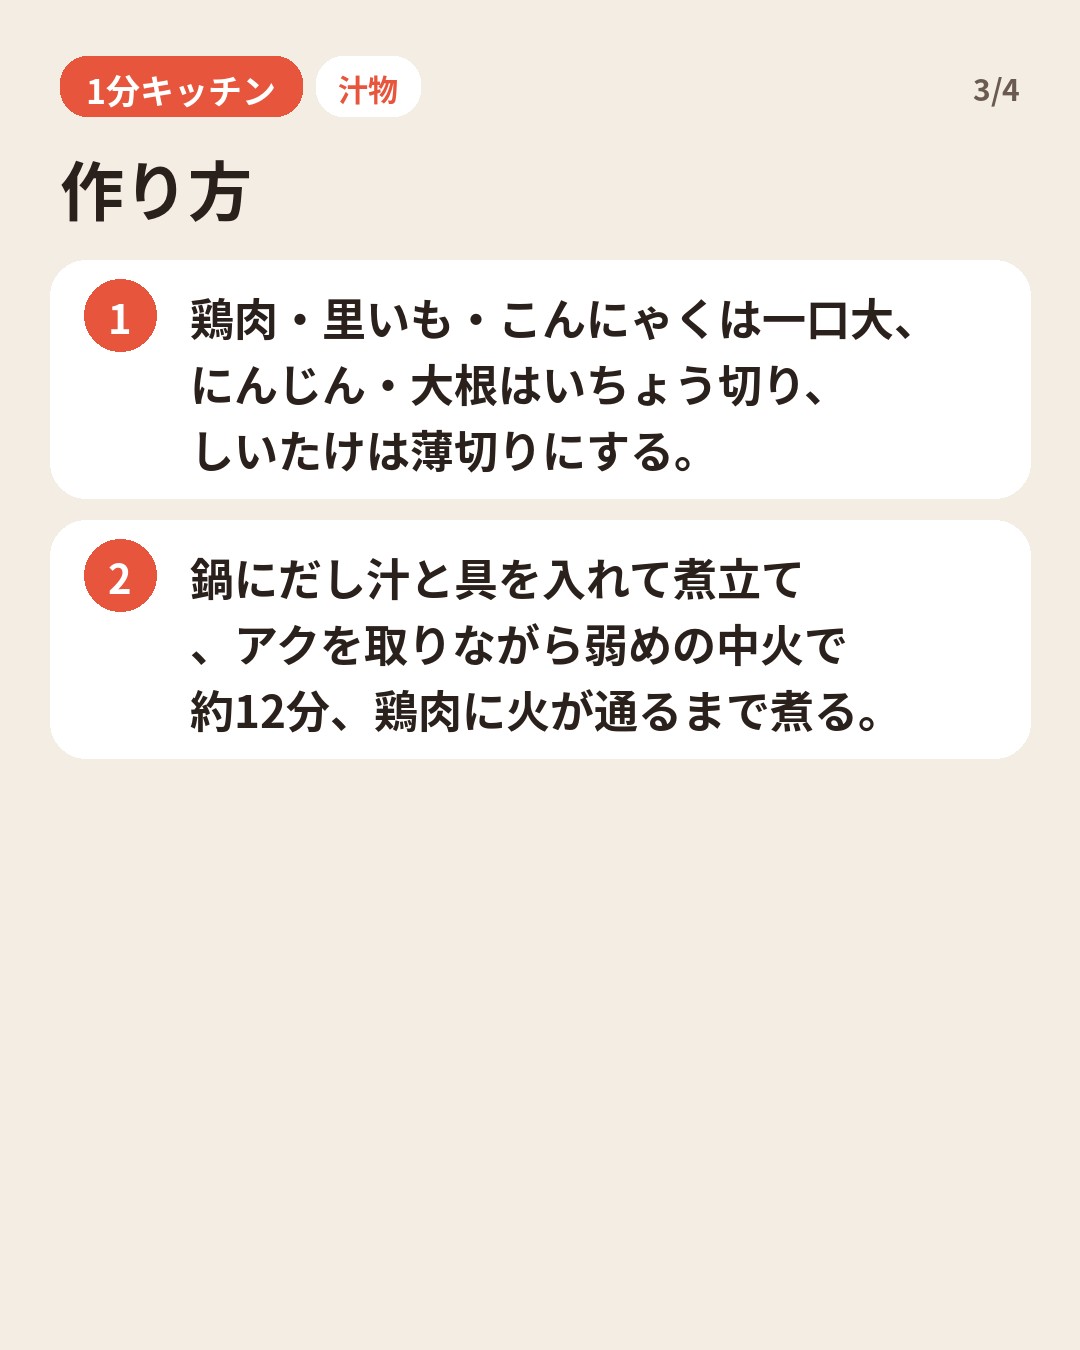 1分キッチン
汁物
3/4
作り方
1
鶏肉・里いも・こんにゃくは一口大、
にんじん・大根はいちょう切り、
しいたけは薄切りにする。
2
鍋にだし汁と具を入れて煮立て
、アクを取りながら弱めの中火で
約12分、鶏肉に火が通るまで煮る。